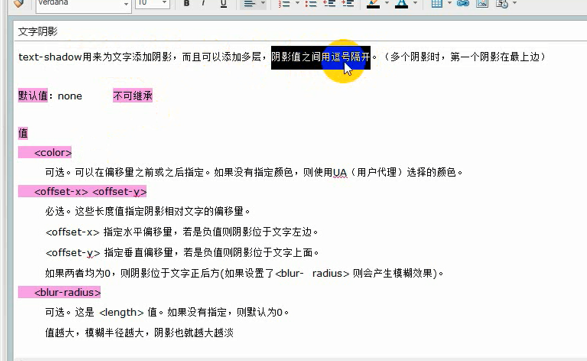 Verdana
10
B
I
U
文字阴影
text-shadow用来为文字添加阴影，而且可以添加多层，阴影值之间用逗号隔开。（多个阴影时，第一个阴影在最上边）
默认值：none 不可继承
值
<color>
可选。可以在偏移量之前或之后指定。如果没有指定颜色，则使用UA（用户代理）选择的颜色。
<offset-x> <offset-y>
必选。这些长度值指定阴影相对文字的偏移量。
<offset-x> 指定水平偏移量，若是负值则阴影位于文字左边。
<offset-y> 指定垂直偏移量，若是负值则阴影位于文字上面。
如果两者均为0，则阴影位于文字正后方(如果设置了<blur- radius> 则会产生模糊效果)。
<blur-radius>
可选。这是 <length> 值。如果没有指定，则默认为0。
值越大，模糊半径越大，阴影也就越大越淡